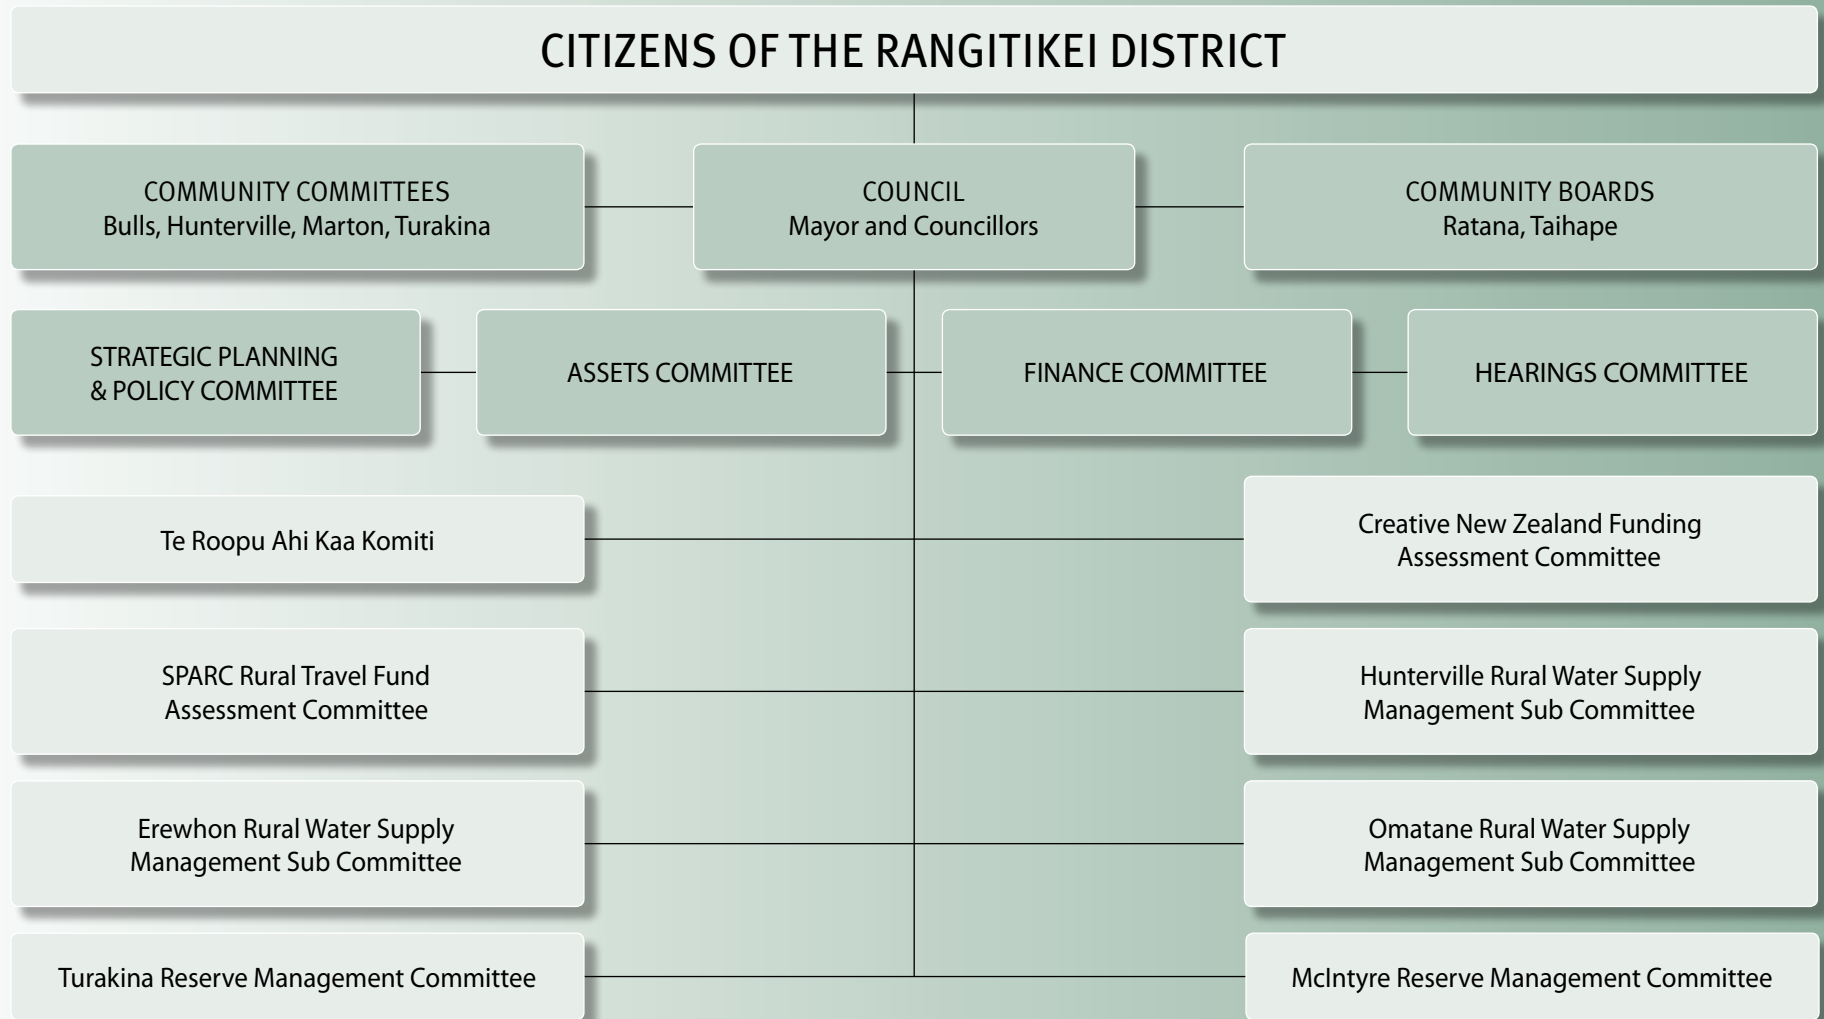 CITIZENS OF THE RANGITIKEI DISTRICT
COMMUNITY COMMITTEES
Bulls, Hunterville, Marton, Turakina
COUNCIL
Mayor and Councillors
COMMUNITY BOARDS
Ratana, Taihape
STRATEGIC PLANNING
& POLICY COMMITTEE
ASSETS COMMITTEE
FINANCE COMMITTEE
HEARINGS COMMITTEE
Te Roopu Ahi Kaa Komiti
Creative New Zealand Funding
Assessment Committee
SPARC Rural Travel Fund
Assessment Committee
Hunterville Rural Water Supply
Management Sub Committee
Erewhon Rural Water Supply
Management Sub Committee
Omatane Rural Water Supply
Management Sub Committee
Turakina Reserve Management Committee
McIntyre Reserve Management Committee